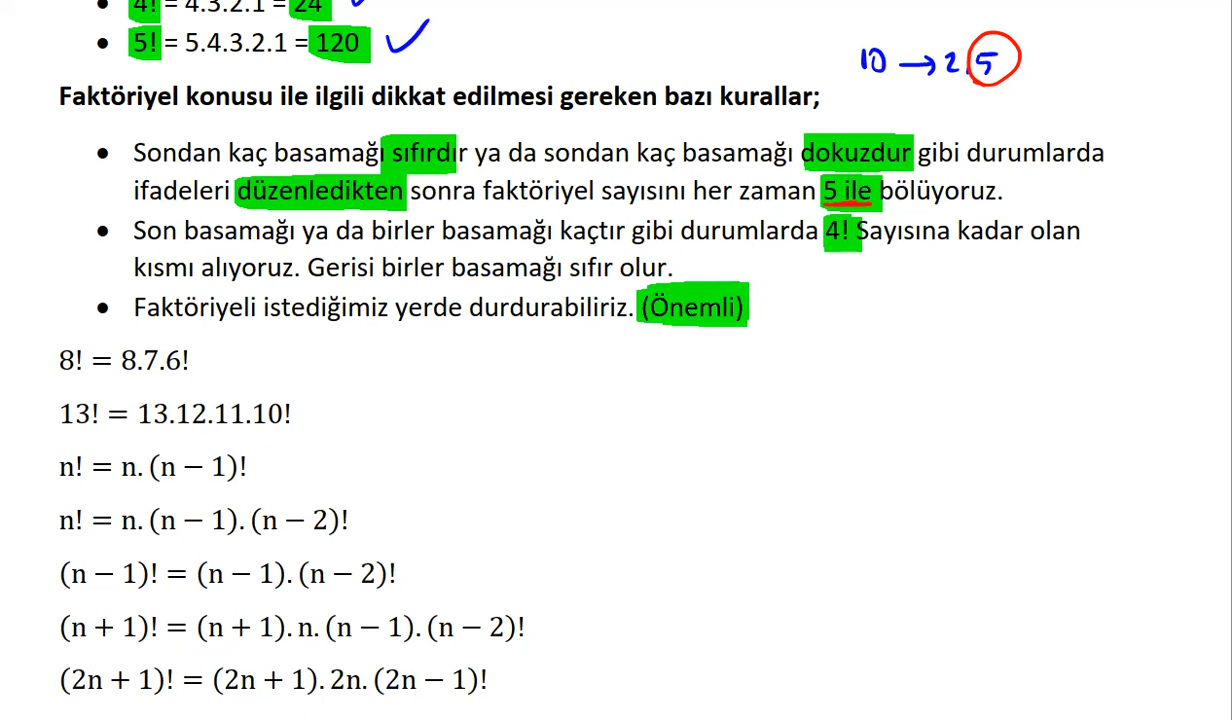 • 4! = 4.3.2.1 = 24
• 5! = 5.4.3.2.1 = 120
10 → 2.5
Faktöriyel konusu ile ilgili dikkat edilmesi gereken bazı kurallar;
• Sondan kaç basamağı sıfırdır ya da sondan kaç basamağı dokuzdur gibi durumlarda
ifadeleri düzenledikten sonra faktöriyel sayısını her zaman 5 ile bölüyoruz.
• Son basamağı ya da birler basamağı kaçtır gibi durumlarda 4! Sayısına kadar olan
kısmı alıyoruz. Gerisi birler basamağı sıfır olur.
• Faktöriyeli istediğimiz yerde durdurabiliriz. (Önemli)
8! = 8.7.6!
13! = 13.12.11.10!
n! = n. (n − 1)!
n! = n. (n − 1). (n − 2)!
(n − 1)! = (n − 1). (n − 2)!
(n + 1)! = (n + 1). n. (n − 1). (n − 2)!
(2n + 1)! = (2n + 1). 2n. (2n − 1)!